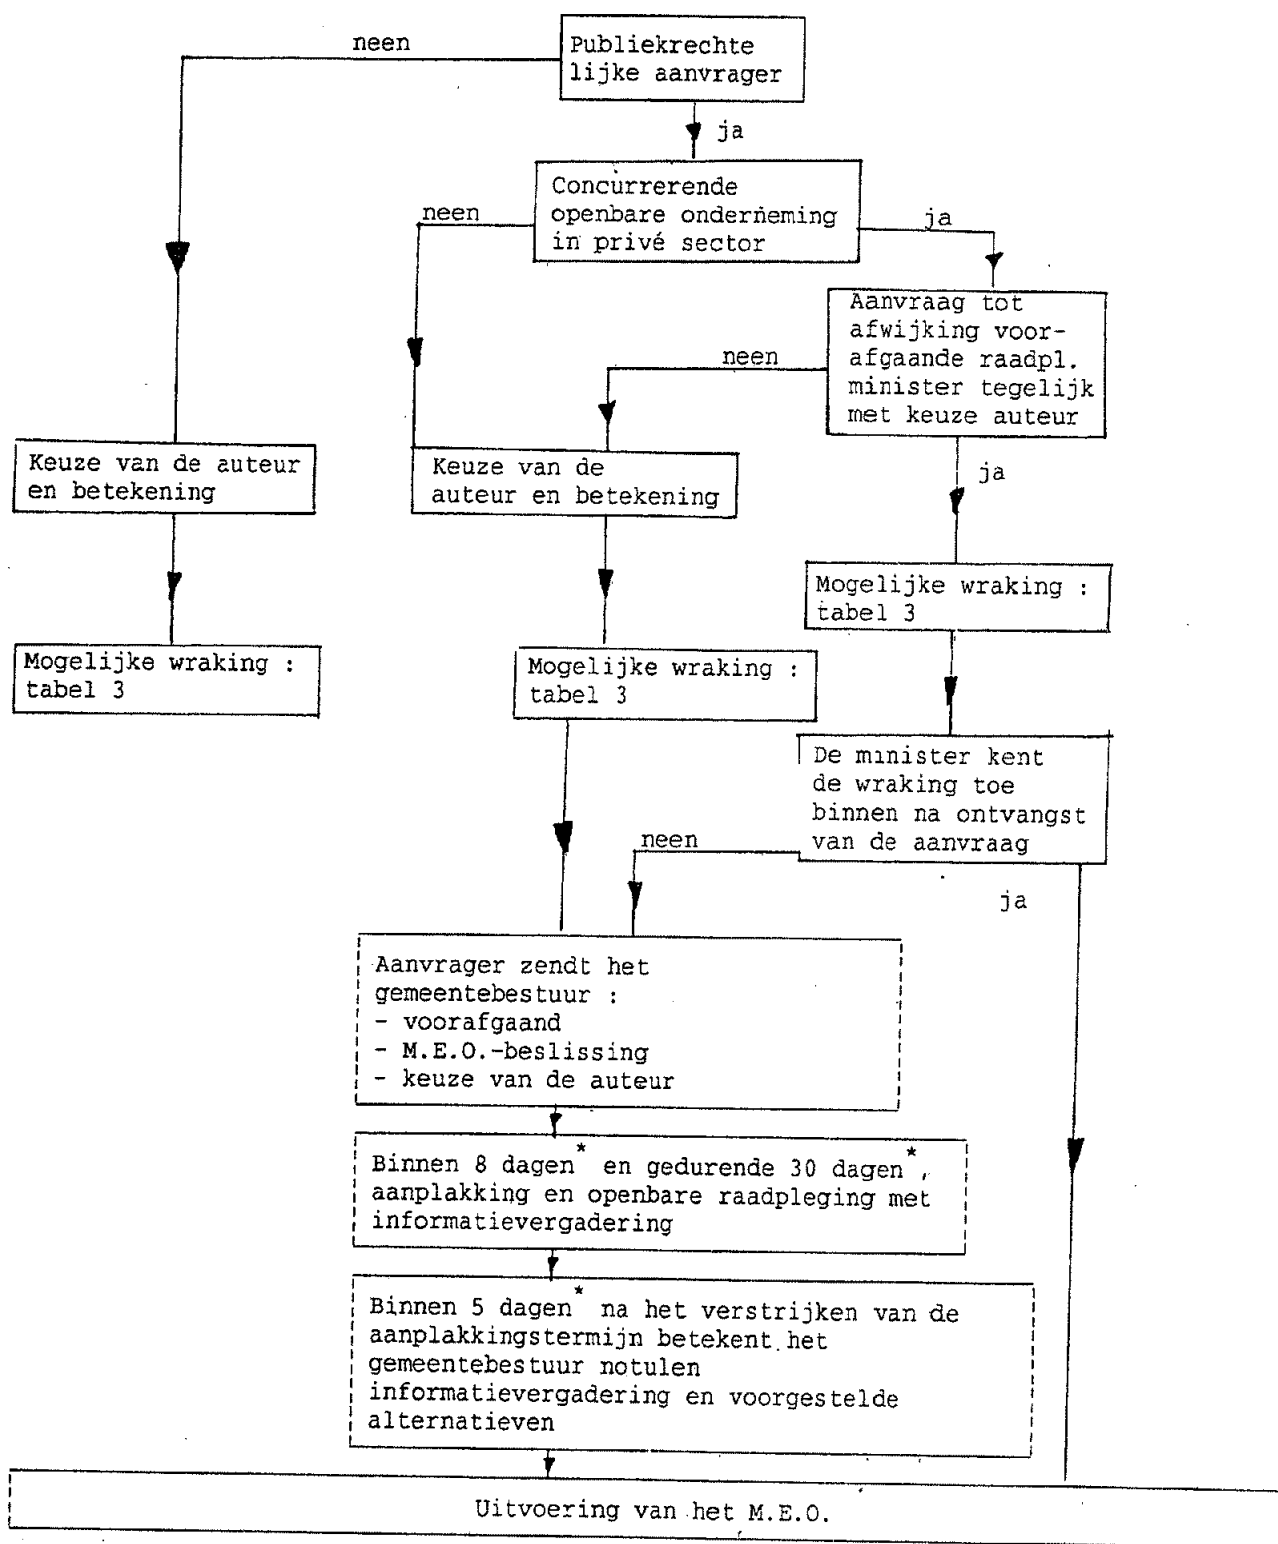 neen
Publiekrechte
lijke aanvrager
ja
Concurrerende
openbare onderneming
in privé sector
neen
ja
Aanvraag tot
afwijking voor-
afgaande raadpl.
minister tegelijk
met keuze auteur
neen
ja
Keuze van de auteur
en betekening
Keuze van de
auteur en betekening
Mogelijke wraking :
tabel 3
Mogelijke wraking :
tabel 3
Mogelijke wraking :
tabel 3
De minister kent
de wraking toe
binnen na ontvangst
van de aanvraag
neen
ja
Aanvrager zendt het
gemeentebestuur :
- voorafgaand
- M.E.O.-beslissing
- keuze van de auteur
Binnen 8 dagen* en gedurende 30 dagen*,
aanplakking en openbare raadpleging met
informatievergadering
Binnen 5 dagen* na het verstrijken van de
aanplakkingstermijn betekent het
gemeentebestuur notulen
informatievergadering en voorgestelde
alternatieven
Uitvoering van het M.E.O.